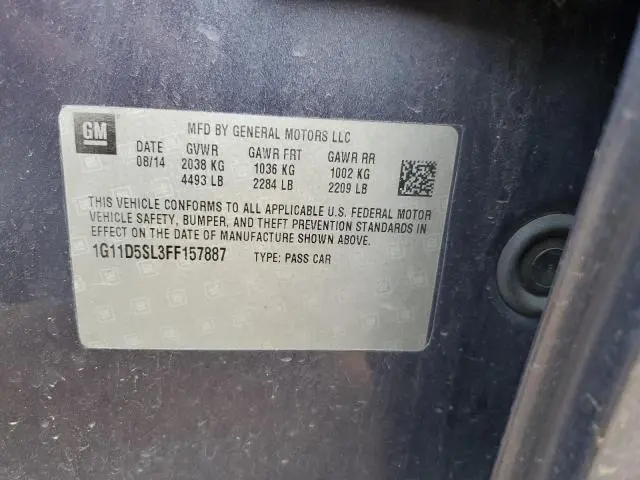 GM
MFD BY GENERAL MOTORS LLC
DATE GVWR GAWR FRT GAWR RR
08/14 2038 KG 1036 KG 1002 KG
4493 LB 2284 LB 2209 LB
THIS VEHICLE CONFORMS TO ALL APPLICABLE U.S. FEDERAL MOTOR
VEHICLE SAFETY, BUMPER, AND THEFT PREVENTION STANDARDS IN
EFFECT ON THE DATE OF MANUFACTURE SHOWN ABOVE.
1G11D5SL3FF157887 TYPE: PASS CAR